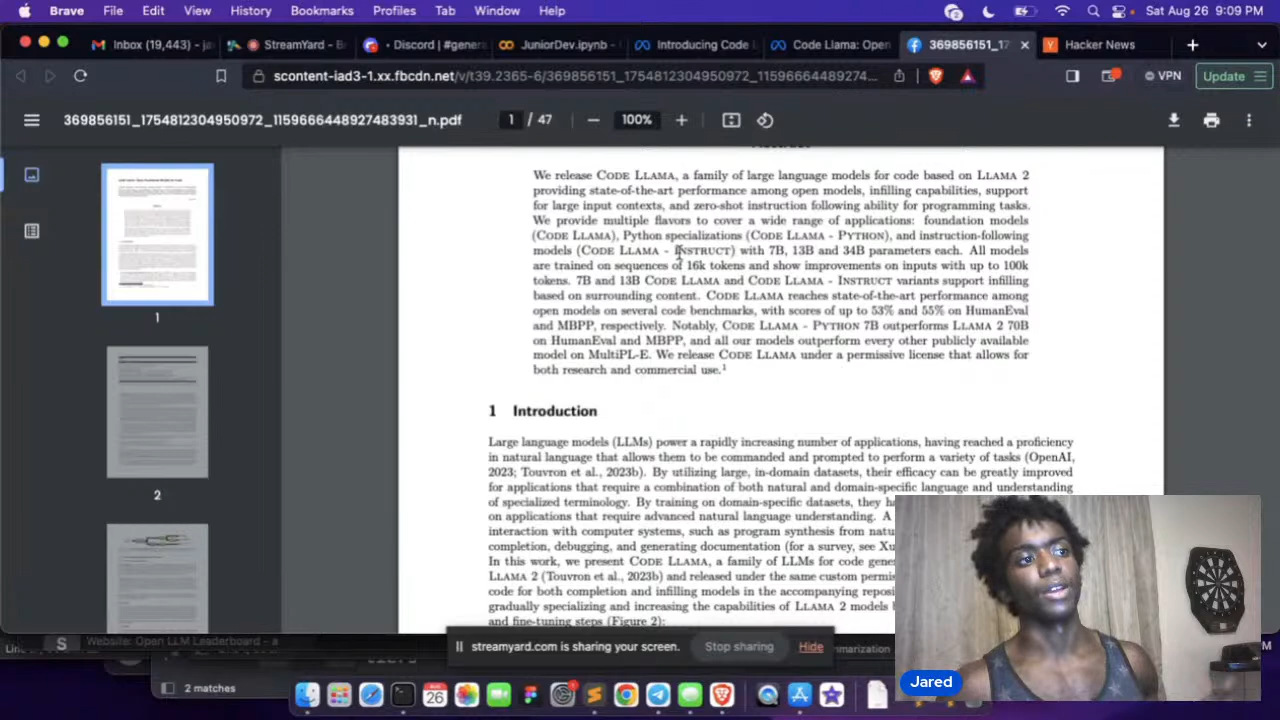 Brave File Edit View History Bookmarks Profiles Tab Window Help
Sat Aug 26 9:09 PM
Inbox (19,443) - ja
StreamYard - B
Discord | #gener
JuniorDev.ipynb -
Introducing Code
Code Llama: Open
369856151_17
Hacker News
scontent-iad3-1.xx.fbcdn.net/v/t39.2365-6/369856151_1754812304950972_11596664489274...
VPN
Update
369856151_1754812304950972_1159666448927483931_n.pdf
1 / 47
100%
We release CODE LLAMA, a family of large language models for code based on LLAMA 2
providing state-of-the-art performance among open models, infilling capabilities, support
for large input contexts, and zero-shot instruction following ability for programming tasks.
We provide multiple flavors to cover a wide range of applications: foundation models
(CODE LLAMA), Python specializations (CODE LLAMA - PYTHON), and instruction-following
models (CODE LLAMA - INSTRUCT) with 7B, 13B and 34B parameters each. All models
are trained on sequences of 16k tokens and show improvements on inputs with up to 100k
tokens. 7B and 13B CODE LLAMA and CODE LLAMA - INSTRUCT variants support infilling
based on surrounding content. CODE LLAMA reaches state-of-the-art performance among
open models on several code benchmarks, with scores of up to 53% and 55% on HumanEval
and MBPP, respectively. Notably, CODE LLAMA - PYTHON 7B outperforms LLAMA 2 70B
on HumanEval and MBPP, and all our models outperform every other publicly available
model on MultiPL-E. We release CODE LLAMA under a permissive license that allows for
both research and commercial use.1
1 Introduction
Large language models (LLMs) power a rapidly increasing number of applications, having reached a proficiency
in natural language that allows them to be commanded and prompted to perform a variety of tasks (OpenAI,
2023; Touvron et al., 2023b). By utilizing large, in-domain datasets, their efficacy can be greatly improved
for applications that require a combination of both natural and domain-specific language and understanding
of specialized terminology. By training on domain-specific datasets, they ha
on applications that require advanced natural language understanding. A
interaction with computer systems, such as program synthesis from natu
completion, debugging, and generating documentation (for a survey, see Xu
In this work, we present CODE LLAMA, a family of LLMs for code gene
LLAMA 2 (Touvron et al., 2023b) and released under the same custom permis
code for both completion and infilling models in the accompanying reposi
gradually specializing and increasing the capabilities of LLAMA 2 models b
and fine-tuning steps (Figure 2):
1
2
S Website: Open LLM Leaderboard - a
streamyard.com is sharing your screen. Stop sharing Hide
2 matches
AUG
26
Jared